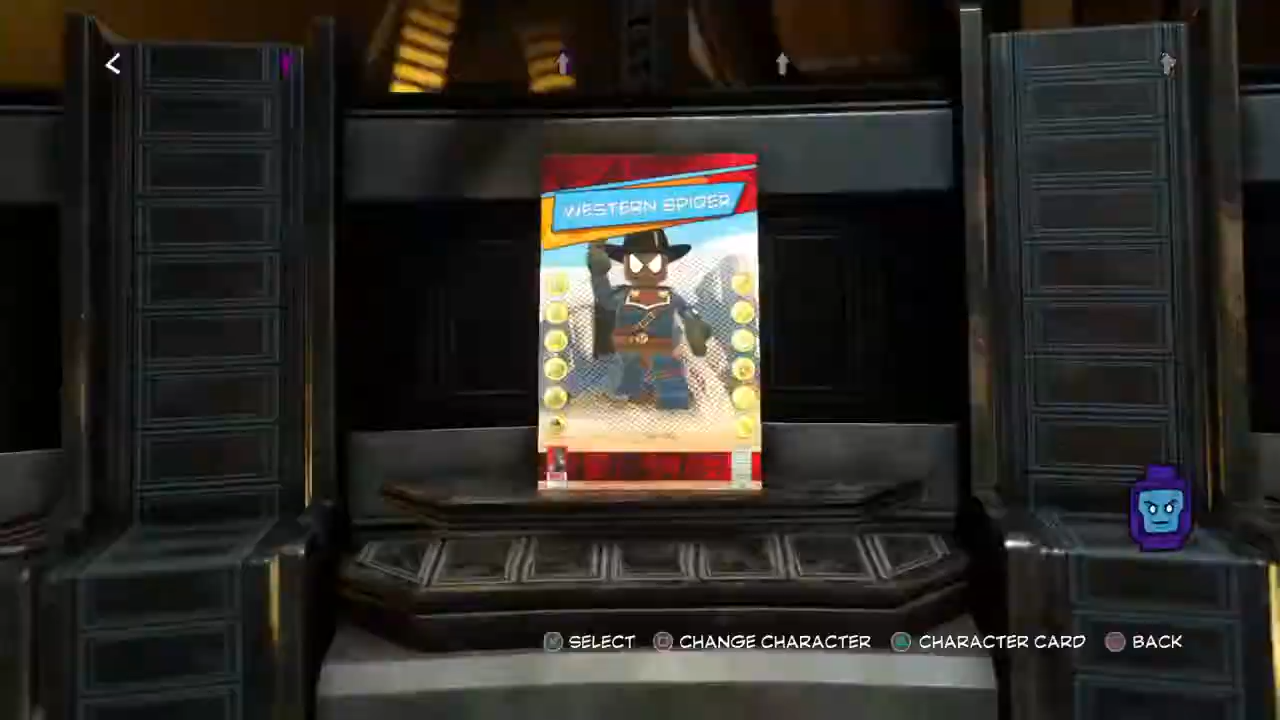 WESTERN SPIDER
SELECT CHANGE CHARACTER CHARACTER CARD BACK